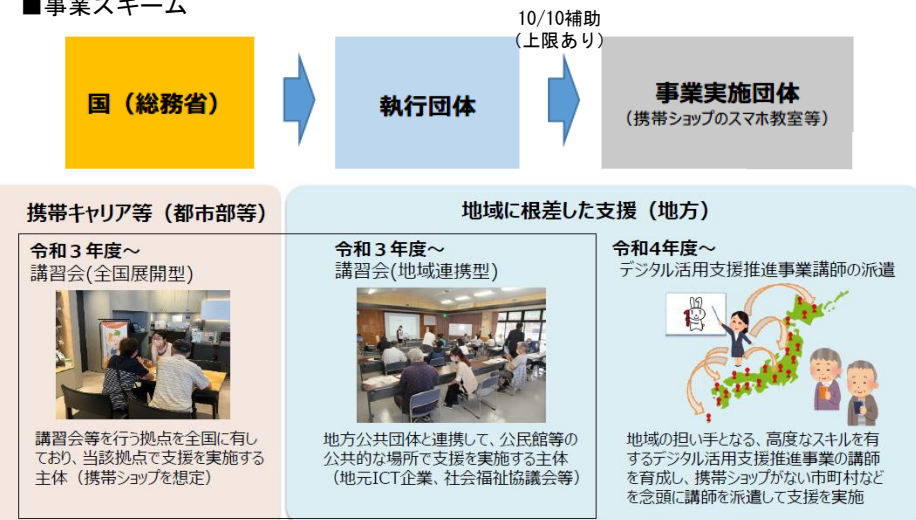 ■事業スキーム
10/10補助
(上限あり)
国（総務省）
執行団体
事業実施団体
（携帯ショップのスマホ教室等）
携帯キャリア等（都市部等）
地域に根差した支援（地方）
令和３年度～
講習会(全国展開型)
講習会等を行う拠点を全国に有し
ており、当該拠点で支援を実施する
主体（携帯ショップを想定）
令和３年度～
講習会(地域連携型)
地方公共団体と連携して、公民館等の
公共的な場所で支援を実施する主体
（地元ICT企業、社会福祉協議会等）
令和4年度～
デジタル活用支援推進事業講師の派遣
地域の担い手となる、高度なスキルを有
するデジタル活用支援推進事業の講師
を育成し、携帯ショップがない市町村など
を念頭に講師を派遣して支援を実施